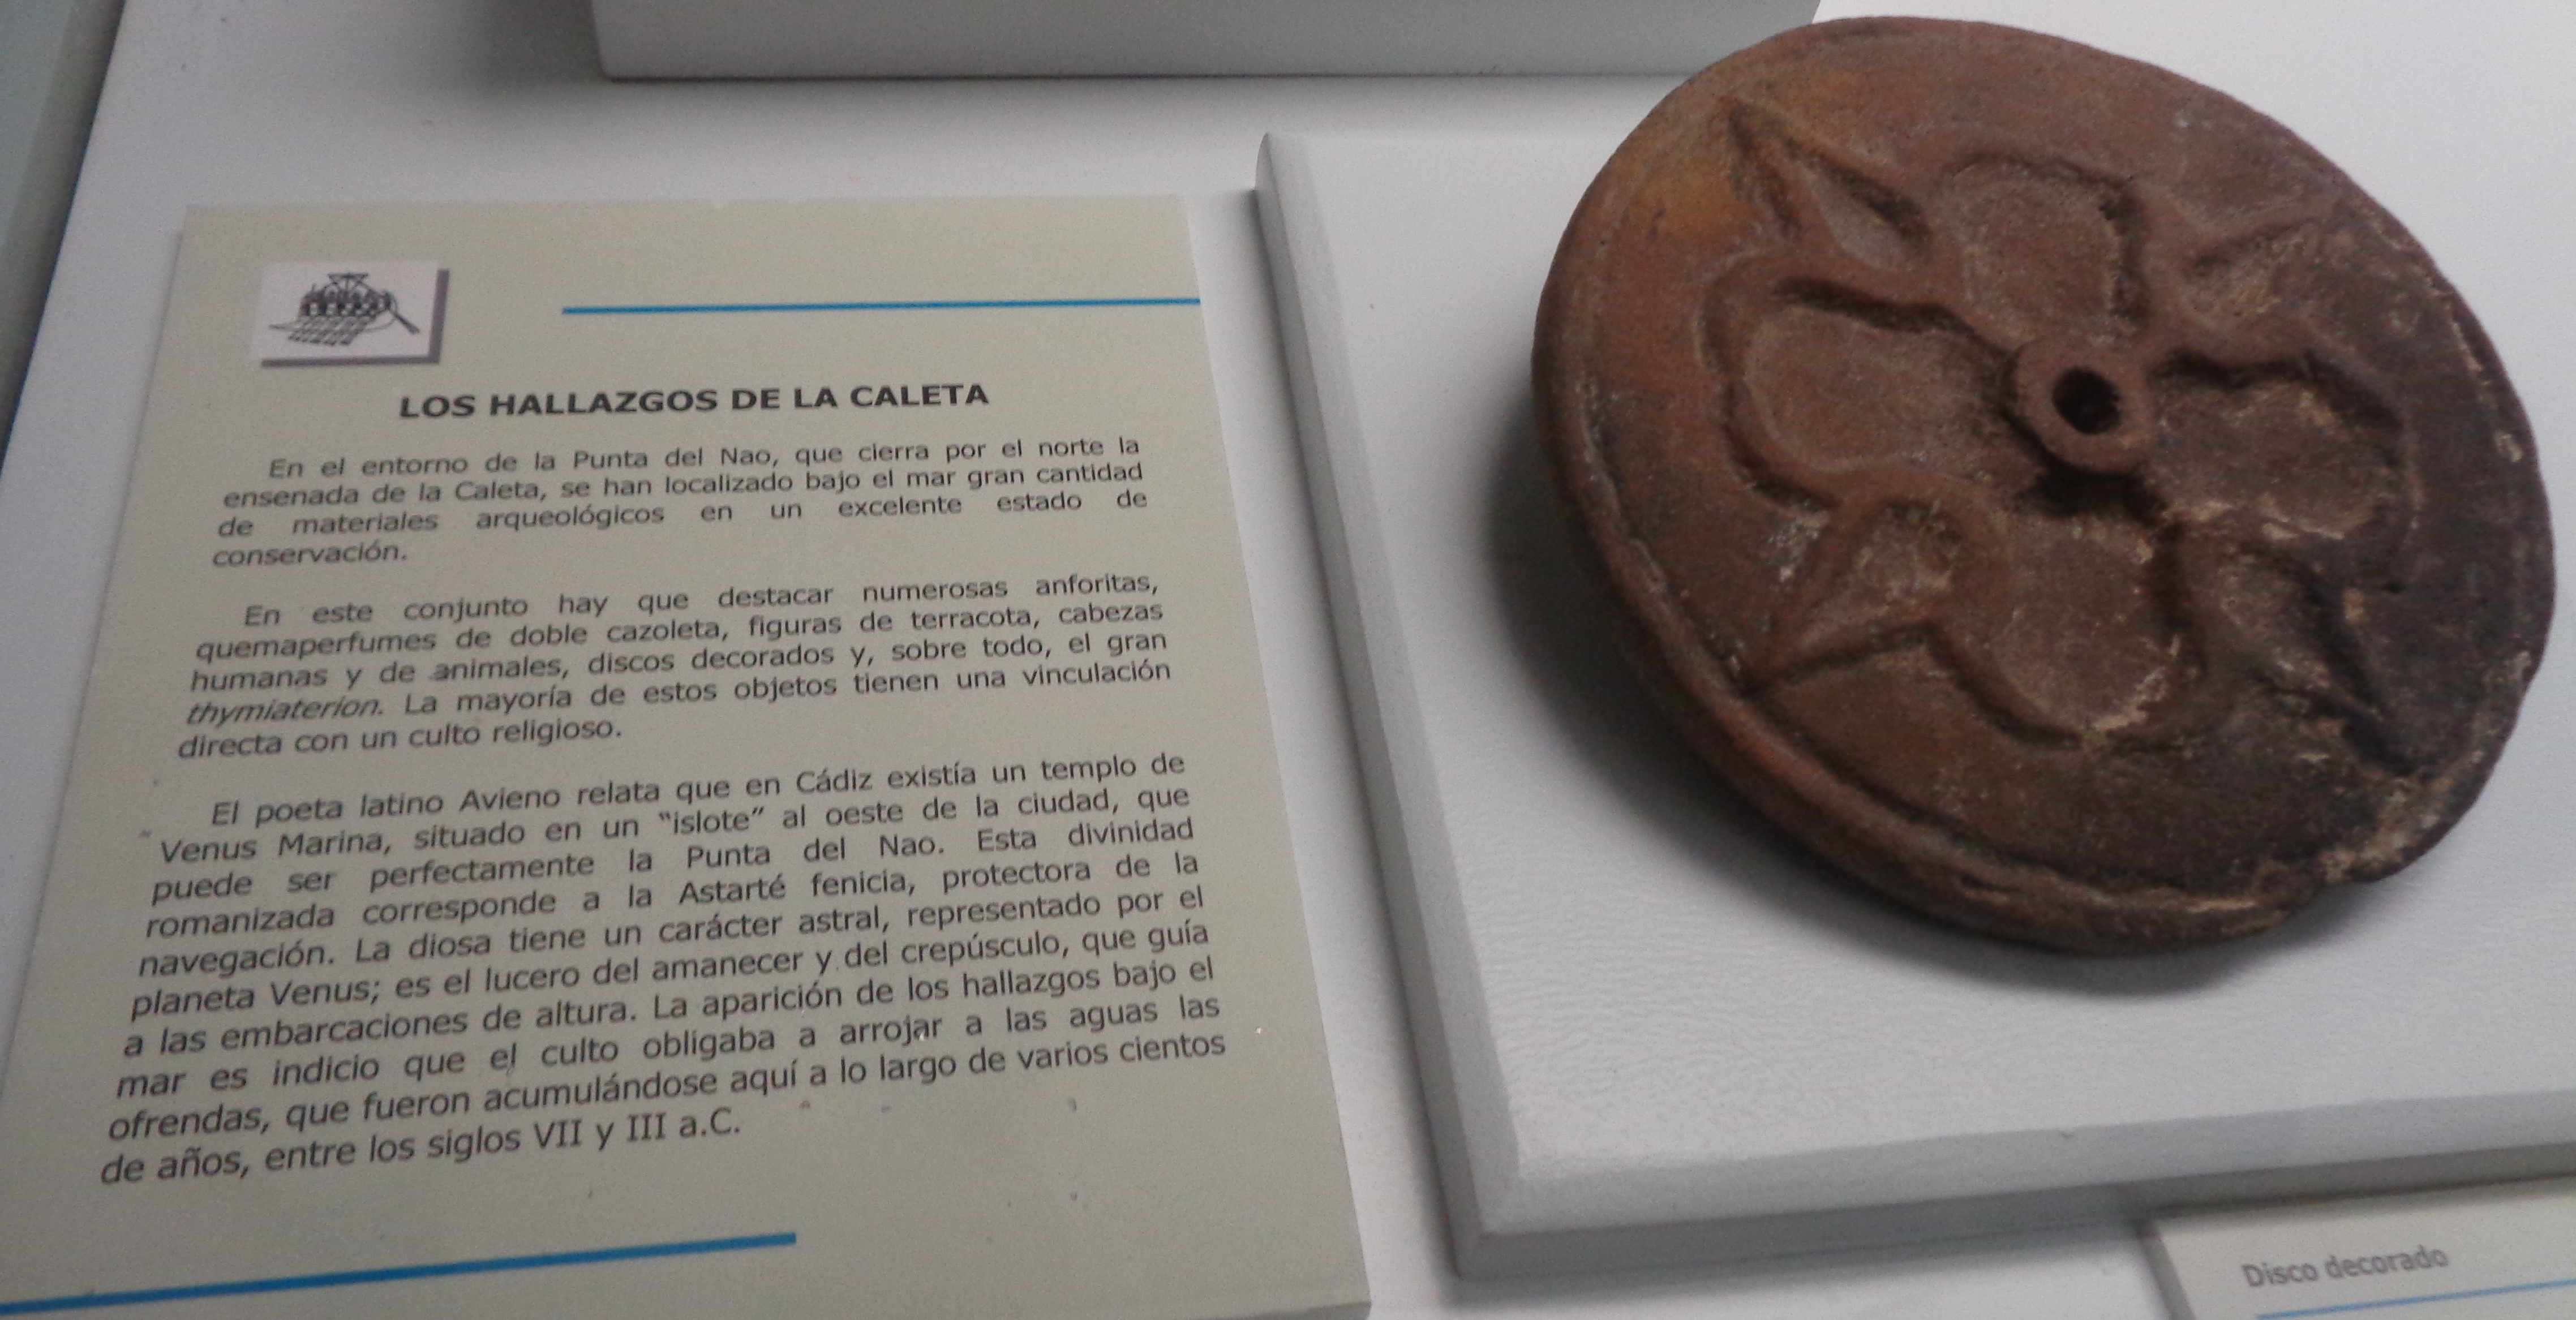 LOS HALLAZGOS DE LA CALETA
En el entorno de la Punta del Nao, que cierra por el norte la
ensenada de la Caleta, se han localizado bajo el mar gran cantidad
de materiales arqueológicos en un excelente estado de
conservación.
En este conjunto hay que destacar numerosas anforitas,
quemaperfumes de doble cazoleta, figuras de terracota, cabezas
humanas y de animales, discos decorados y, sobre todo, el gran
thymiaterion. La mayoría de estos objetos tienen una vinculación
directa con un culto religioso.
El poeta latino Avieno relata que en Cádiz existía un templo de
Venus Marina, situado en un “islote” al oeste de la ciudad, que
puede ser perfectamente la Punta del Nao. Esta divinidad
romanizada corresponde a la Astarté fenicia, protectora de la
navegación. La diosa tiene un carácter astral, representado por el
planeta Venus; es el lucero del amanecer y del crepúsculo, que guía
a las embarcaciones de altura. La aparición de los hallazgos bajo el
mar es indicio que el culto obligaba a arrojar a las aguas las
ofrendas, que fueron acumulándose aquí a lo largo de varios cientos
de años, entre los siglos VII y III a.C.
Disco decorado